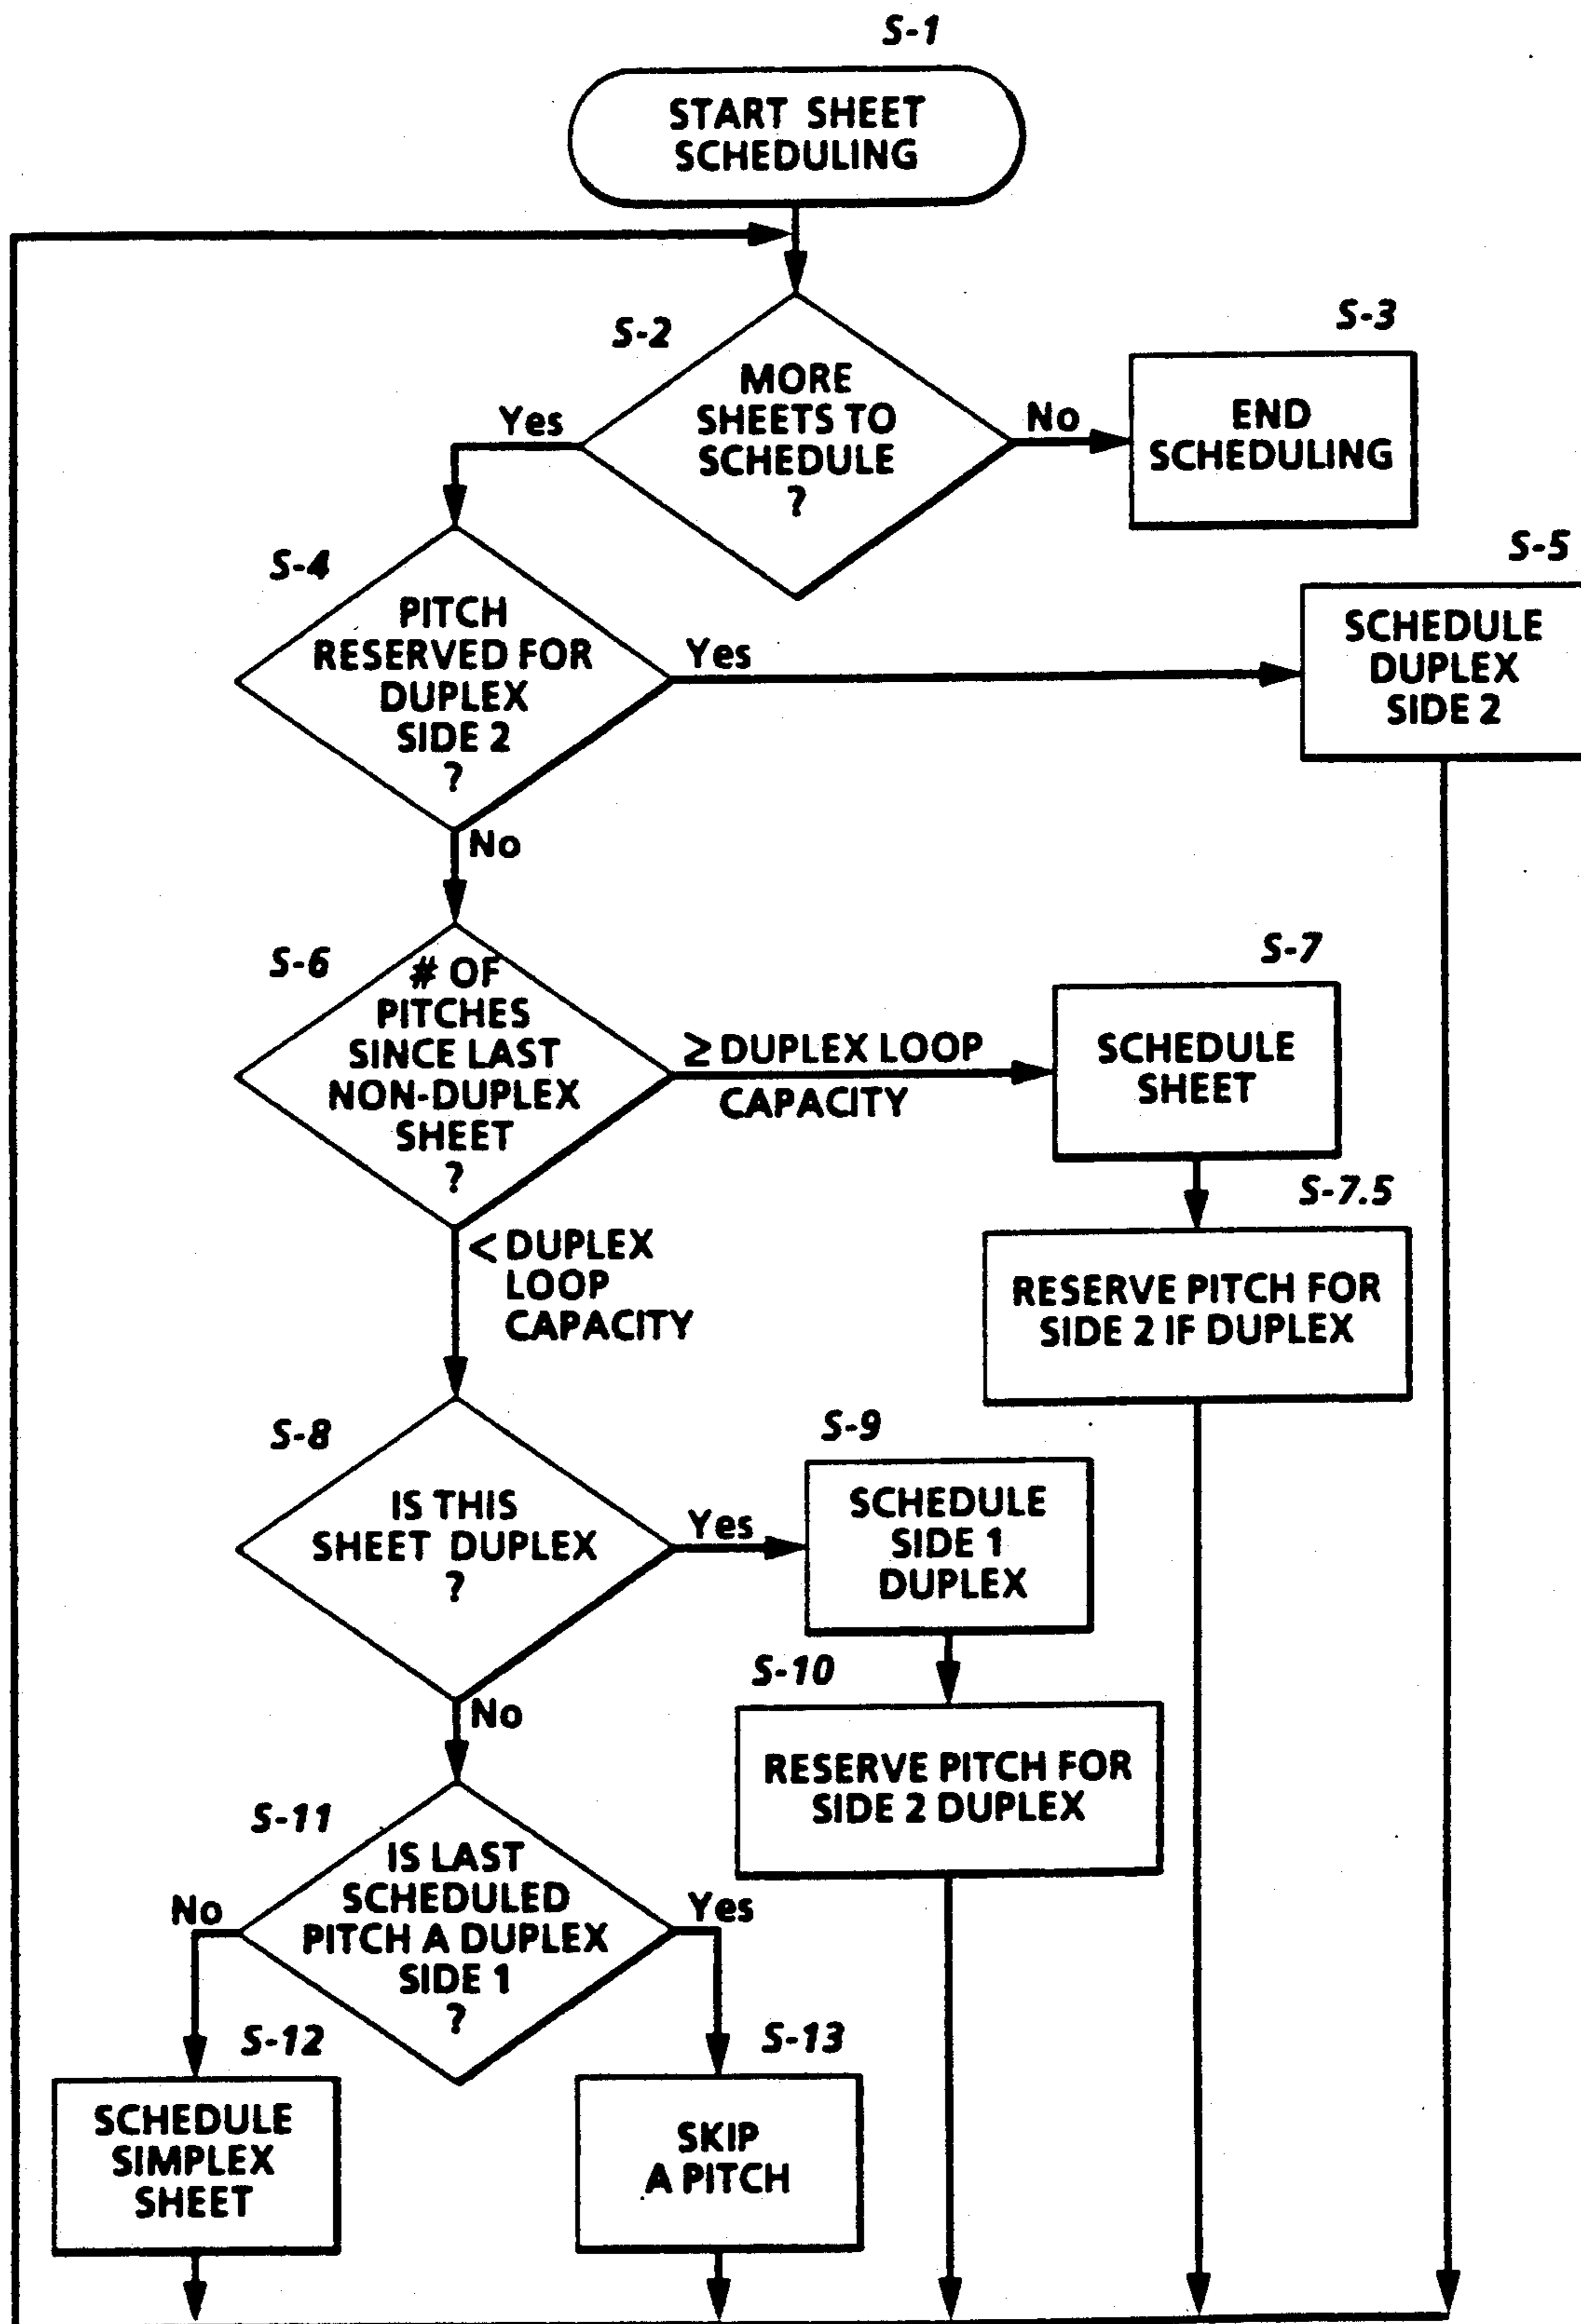 S-1
START SHEET
SCHEDULING
S-2
MORE
SHEETS TO
SCHEDULE
?
Yes
No
S-3
END
SCHEDULING
S-4
PITCH
RESERVED FOR
DUPLEX
SIDE 2
?
Yes
No
S-5
SCHEDULE
DUPLEX
SIDE 2
S-6
# OF
PITCHES
SINCE LAST
NON-DUPLEX
SHEET
?
≥ DUPLEX LOOP
CAPACITY
S-7
SCHEDULE
SHEET
S-7.5
RESERVE PITCH FOR
SIDE 2 IF DUPLEX
< DUPLEX
LOOP
CAPACITY
S-8
IS THIS
SHEET DUPLEX
?
Yes
No
S-9
SCHEDULE
SIDE 1
DUPLEX
S-10
RESERVE PITCH FOR
SIDE 2 DUPLEX
S-11
IS LAST
SCHEDULED
PITCH A DUPLEX
SIDE 1
?
No
Yes
S-12
SCHEDULE
SIMPLEX
SHEET
S-13
SKIP
A PITCH